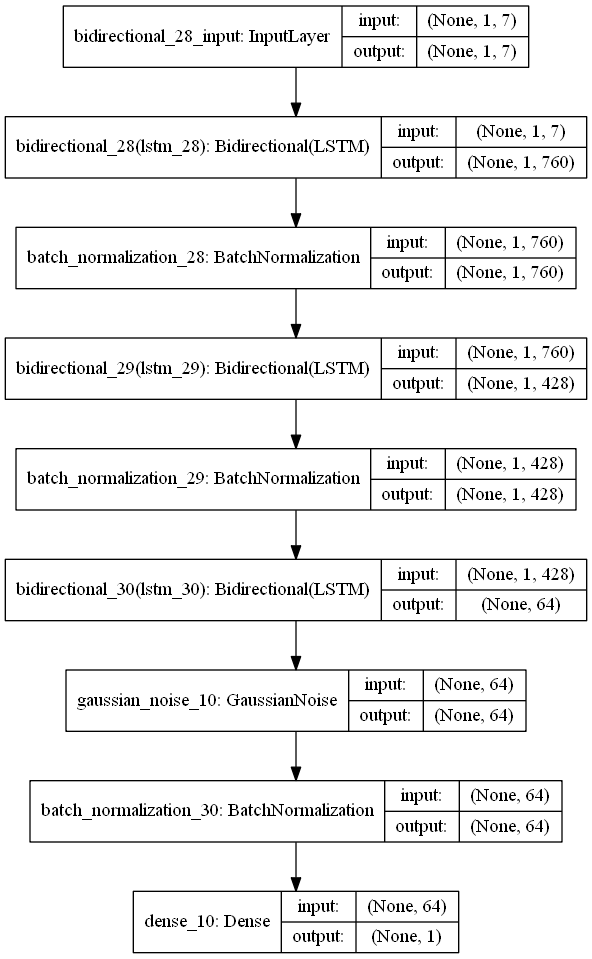 bidirectional_28_input: InputLayer
input: (None, 1, 7)
output: (None, 1, 7)
bidirectional_28(lstm_28): Bidirectional(LSTM)
input: (None, 1, 7)
output: (None, 1, 760)
batch_normalization_28: BatchNormalization
input: (None, 1, 760)
output: (None, 1, 760)
bidirectional_29(lstm_29): Bidirectional(LSTM)
input: (None, 1, 760)
output: (None, 1, 428)
batch_normalization_29: BatchNormalization
input: (None, 1, 428)
output: (None, 1, 428)
bidirectional_30(lstm_30): Bidirectional(LSTM)
input: (None, 1, 428)
output: (None, 64)
gaussian_noise_10: GaussianNoise
input: (None, 64)
output: (None, 64)
batch_normalization_30: BatchNormalization
input: (None, 64)
output: (None, 64)
dense_10: Dense
input: (None, 64)
output: (None, 1)